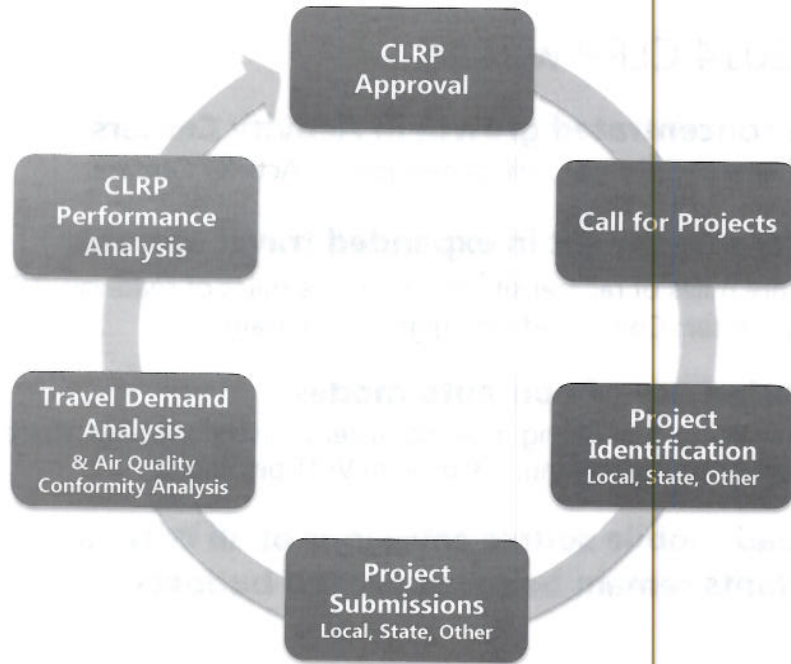 CLRP
Approval
Call for Projects
Project
Identification
Local, State, Other
Project
Submissions
Local, State, Other
Travel Demand
Analysis
& Air Quality
Conformity Analysis
CLRP
Performance
Analysis